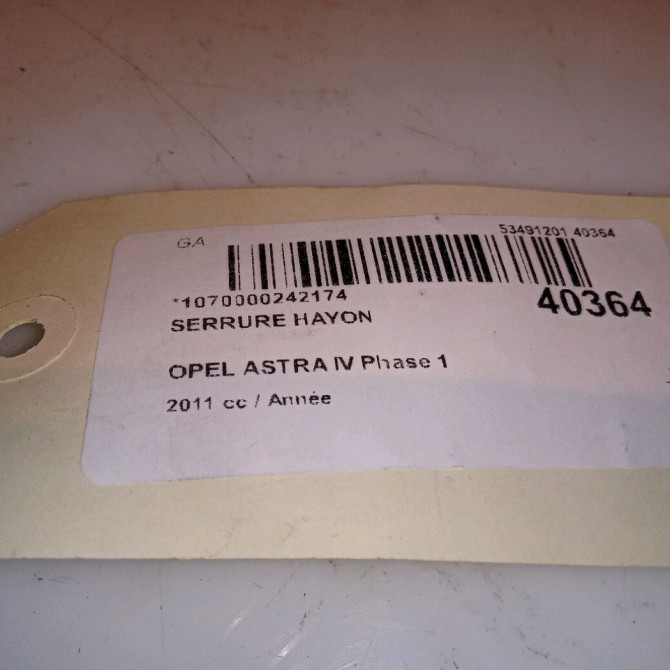 GA
53491201 40364
*1070000242174
40364
SERRURE HAYON
OPEL ASTRA IV Phase 1
2011 cc / Année